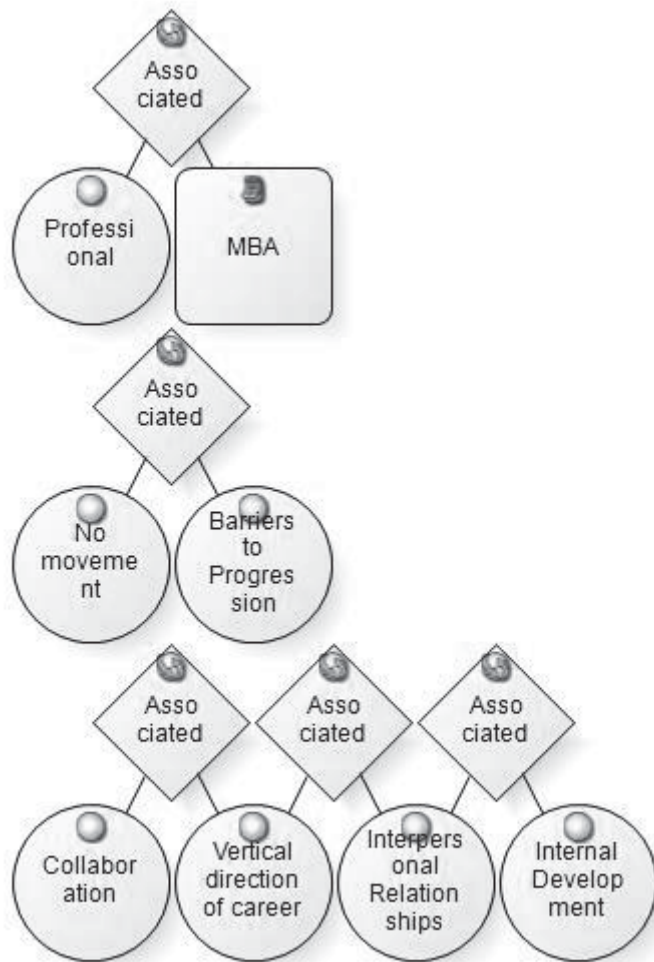 Asso
ciated
Professi
onal
MBA
Asso
ciated
No
moveme
nt
Barriers
to
Progres
sion
Asso
ciated
Asso
ciated
Asso
ciated
Collabor
ation
Vertical
direction
of career
Interpers
onal
Relation
ships
Internal
Develop
ment